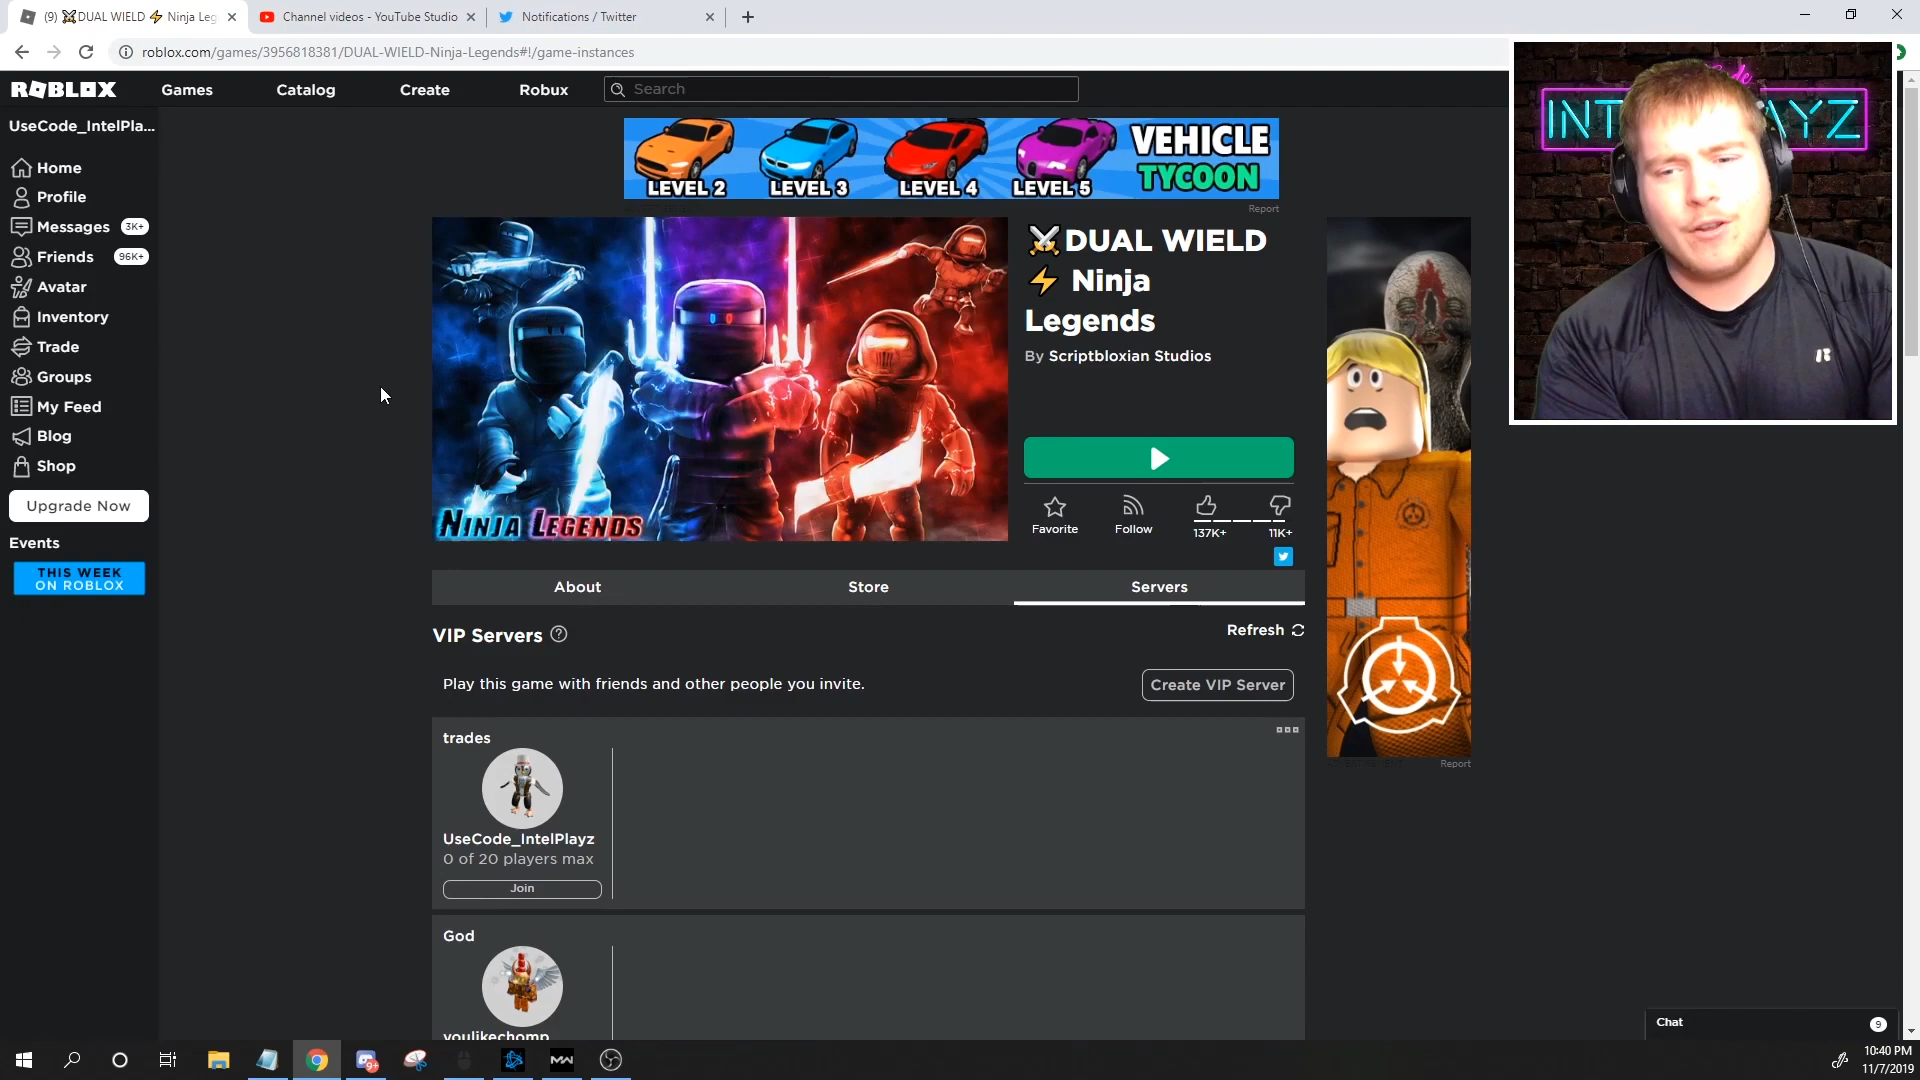 (9) ⚔DUAL WIELD ⚡ Ninja Leg
Channel videos - YouTube Studio
Notifications / Twitter
roblox.com/games/3956818381/DUAL-WIELD-Ninja-Legends#!/game-instances
ROBLOX
Games
Catalog
Create
Robux
Search
UseCode_IntelPla...
Home
Profile
Messages 3K+
Friends 96K+
Avatar
Inventory
Trade
Groups
My Feed
Blog
Shop
Upgrade Now
Events
THIS WEEK
ON ROBLOX
LEVEL 2
LEVEL 3
LEVEL 4
LEVEL 5
VEHICLE
TYCOON
Report
NINJA LEGENDS
⚔DUAL WIELD
⚡ Ninja
Legends
By Scriptbloxian Studios
Favorite
Follow
137K+
11K+
About
Store
Servers
VIP Servers
Refresh
Play this game with friends and other people you invite.
Create VIP Server
trades
UseCode_IntelPlayz
0 of 20 players max
Join
God
youlikechomp
Report
Chat
9
10:40 PM
11/7/2019